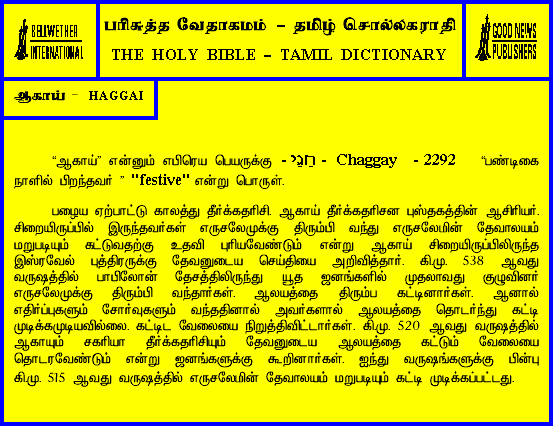 BELLWETHER
INTERNATIONAL
பரிசுத்த வேதாகமம் - தமிழ் சொல்லகராதி
THE HOLY BIBLE - TAMIL DICTIONARY
GOOD NEWS
PUBLISHERS
ஆகாய் - HAGGAI
“ஆகாய்” என்னும் எபிரெய பெயருக்கு - חַגַּי - Chaggay - 2292 “பண்டிகை
நாளில் பிறந்தவர் ” "festive" என்று பொருள்.
பழைய ஏற்பாட்டு காலத்து தீர்க்கதரிசி. ஆகாய் தீர்க்கதரிசன புஸ்தகத்தின் ஆசிரியர்.
சிறையிருப்பில் இருந்தவர்கள் எருசலேமுக்கு திரும்பி வந்து எருசலேமின் தேவாலயம்
மறுபடியும் கட்டுவதற்கு உதவி புரியவேண்டும் என்று ஆகாய் சிறையிருப்பிலிருந்த
இஸ்ரவேல் புத்திரருக்கு தேவனுடைய செய்தியை அறிவித்தார். கி.மு. 538 ஆவது
வருஷத்தில் பாபிலோன் தேசத்திலிருந்து யூத ஜனங்களில் முதலாவது குழுவினர்
எருசலேமுக்கு திரும்பி வந்தார்கள். ஆலயத்தை திரும்ப கட்டினார்கள். ஆனால்
எதிர்ப்புகளும் சோர்வுகளும் வந்ததினால் அவர்களால் ஆலயத்தை தொடர்ந்து கட்டி
முடிக்கமுடியவில்லை. கட்டிட வேலையை நிறுத்திவிட்டார்கள். கி.மு. 520 ஆவது வருஷத்தில்
ஆகாயும் சகரியா தீர்க்கதரிசியும் தேவனுடைய ஆலயத்தை கட்டும் வேலையை
தொடரவேண்டும் என்று ஜனங்களுக்கு கூறினார்கள். ஐந்து வருஷங்களுக்கு பின்பு
கி.மு. 515 ஆவது வருஷத்தில் எருசலேமின் தேவாலயம் மறுபடியும் கட்டி முடிக்கப்பட்டது.